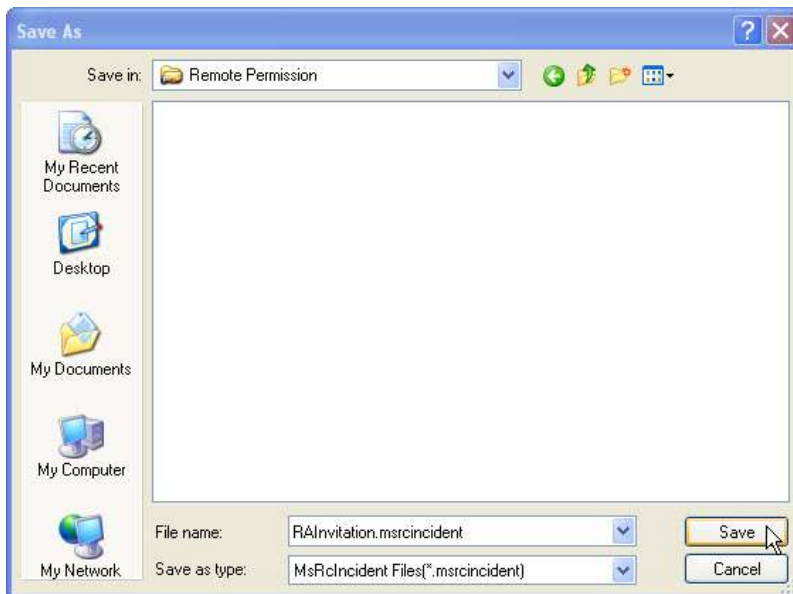 Save As
Save in:
Remote Permission
My Recent
Documents
Desktop
My Documents
My Computer
My Network
File name:
RAInvitation.msrcincident
Save
Save as type:
MsRcIncident Files(*.msrcincident)
Cancel